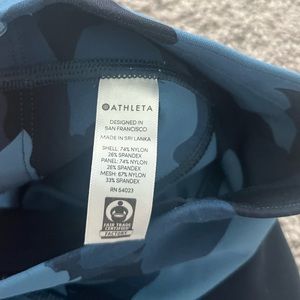 ATHLETA
DESIGNED IN
SAN FRANCISCO
MADE IN SRI LANKA
SHELL: 74% NYLON
26% SPANDEX
PANEL: 74% NYLON
26% SPANDEX
MESH: 67% NYLON
33% SPANDEX
RN 54023
FAIR TRADE
CERTIFIED
FACTORY